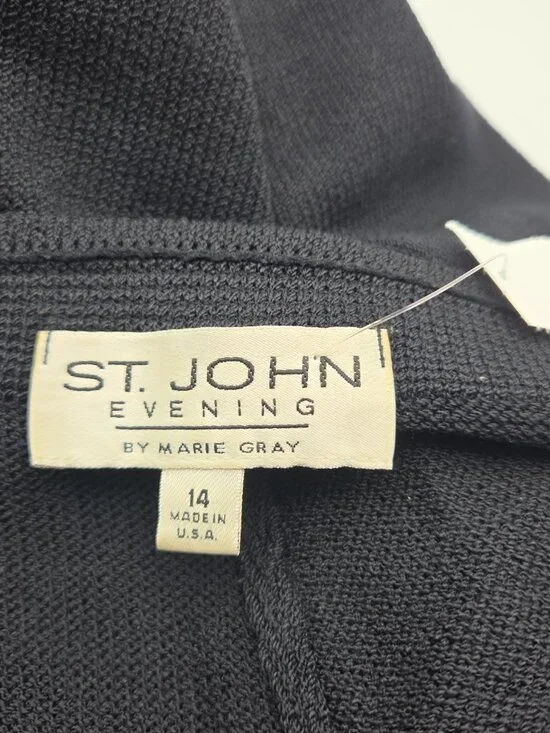 ST. JOHN
EVENING
BY MARIE GRAY
14
MADE IN
U.S.A.